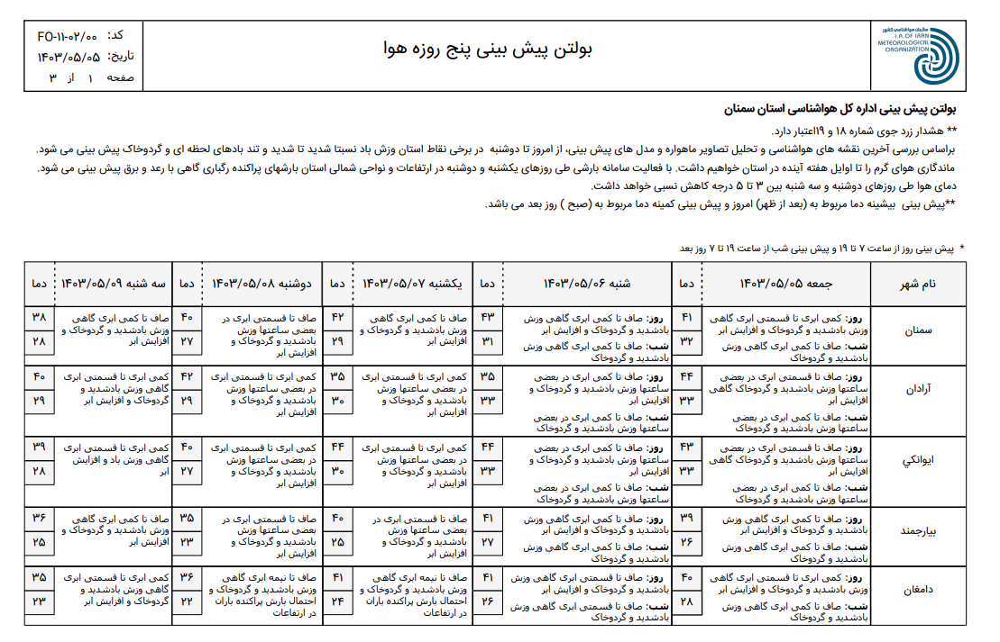 سازمان هواشناسی کشور
I.R.OF IRAN
METEOROLOGICAL
ORGANIZATION
بولتن پیش بینی پنج روزه هوا
کد: FO-۱۱-۰۲/۰۰
تاریخ: ۱۴۰۳/۰۵/۰۵
صفحه ۱ از ۳
بولتن پیش بینی اداره کل هواشناسی استان سمنان
** هشدار زرد جوی شماره ۱۸ و ۱۹اعتبار دارد.
براساس بررسی آخرین نقشه های هواشناسی و تحلیل تصاویر ماهواره و مدل های پیش بینی، از امروز تا دوشنبه در برخی نقاط استان وزش باد نسبتا شدید تا شدید و تند بادهای لحظه ای و گردوخاک پیش بینی می شود.
ماندگاری هوای گرم را تا اوایل هفته آینده در استان خواهیم داشت. با فعالیت سامانه بارشی طی روزهای یکشنبه و دوشنبه در ارتفاعات و نواحی شمالی استان بارشهای پراکنده رگباری گاهی با رعد و برق پیش بینی می شود.
دمای هوا طی روزهای دوشنبه و سه شنبه بین ۳ تا ۵ درجه کاهش نسبی خواهد داشت.
**پیش بینی بیشینه دما مربوط به (بعد از ظهر) امروز و پیش بینی کمینه دما مربوط به (صبح ) روز بعد می باشد.
* پیش بینی روز از ساعت ۷ تا ۱۹ و پیش بینی شب از ساعت ۱۹ تا ۷ روز بعد
نام شهر جمعه ۱۴۰۳/۰۵/۰۵ دما شنبه ۱۴۰۳/۰۵/۰۶ دما یکشنبه ۱۴۰۳/۰۵/۰۷ دما دوشنبه ۱۴۰۳/۰۵/۰۸ دما سه شنبه ۱۴۰۳/۰۵/۰۹ دما
سمنان
روز: کمی ابری تا قسمتی ابری گاهی
وزش بادشدید و گردوخاک و افزایش ابر
شب: صاف تا کمی ابری گاهی وزش
بادشدید و گردوخاک
۴۱
۳۲
روز: صاف تا کمی ابری گاهی وزش
بادشدید و گردوخاک و افزایش ابر
شب: صاف تا کمی ابری گاهی وزش
بادشدید و گردوخاک
۴۳
۳۱
صاف تا کمی ابری گاهی
وزش بادشدید و گردوخاک و
افزایش ابر
۴۲
۲۹
صاف تا قسمتی ابری در
بعضی ساعتها وزش
بادشدید و گردوخاک و
افزایش ابر
۴۰
۲۷
صاف تا کمی ابری گاهی
وزش بادشدید و گردوخاک و
افزایش ابر
۳۸
۲۸
آرادان
روز: صاف تا قسمتی ابری در بعضی
ساعتها وزش بادشدید و گردوخاک گاهی
افزایش ابر
شب: صاف تا کمی ابری در بعضی
ساعتها وزش بادشدید و گردوخاک
۴۴
۳۳
روز: صاف تا کمی ابری در بعضی
ساعتها وزش بادشدید و گردوخاک و
افزایش ابر
شب: صاف تا کمی ابری در بعضی
ساعتها وزش بادشدید و گردوخاک
۳۵
۳۳
کمی ابری تا قسمتی ابری
در بعضی ساعتها وزش
بادشدید و گردوخاک و
افزایش ابر
۳۵
۳۰
کمی ابری تا قسمتی ابری
در بعضی ساعتها وزش
بادشدید و گردوخاک و
افزایش ابر
۴۲
۲۹
کمی ابری تا قسمتی ابری
گاهی وزش بادشدید و
گردوخاک و افزایش ابر
۴۰
۲۹
ایوانکي
روز: صاف تا قسمتی ابری در بعضی
ساعتها وزش بادشدید و گردوخاک گاهی
افزایش ابر
شب: صاف تا کمی ابری در بعضی
ساعتها وزش بادشدید و گردوخاک
۴۳
۳۳
روز: صاف تا کمی ابری در بعضی
ساعتها وزش بادشدید و گردوخاک و
افزایش ابر
شب: صاف تا کمی ابری در بعضی
ساعتها وزش بادشدید و گردوخاک
۴۴
۳۳
کمی ابری تا قسمتی ابری
در بعضی ساعتها وزش
بادشدید و گردوخاک و
افزایش ابر
۴۴
۳۰
کمی ابری تا قسمتی ابری
در بعضی ساعتها وزش
بادشدید و گردوخاک و
افزایش ابر
۴۰
۲۷
کمی ابری تا قسمتی ابری
گاهی وزش باد و افزایش
ابر
۳۹
۲۸
بیارجمند
روز: صاف تا کمی ابری گاهی وزش
بادشدید و گردوخاک و افزایش ابر
شب: صاف تا کمی ابری گاهی وزش
بادشدید و گردوخاک
۳۹
۲۶
روز: صاف تا کمی ابری گاهی وزش
بادشدید و گردوخاک و افزایش ابر
شب: صاف تا کمی ابری گاهی وزش
بادشدید و گردوخاک
۴۱
۲۷
صاف تا قسمتی ابری در
بعضی ساعتها وزش
بادشدید و گردوخاک و
افزایش ابر
۴۰
۲۵
صاف تا قسمتی ابری در
بعضی ساعتها وزش
بادشدید و گردوخاک و
افزایش ابر
۳۵
۲۳
صاف تا کمی ابری گاهی
وزش بادشدید و گردوخاک و
افزایش ابر
۳۶
۲۵
دامغان
روز: کمی ابری تا قسمتی ابری گاهی
وزش بادشدید و گردوخاک و افزایش ابر
شب: صاف تا کمی ابری گاهی وزش
بادشدید و گردوخاک
۴۰
۲۸
روز: صاف تا قسمتی ابری گاهی وزش
بادشدید و گردوخاک و افزایش ابر
شب: صاف تا قسمتی ابری گاهی وزش
بادشدید و گردوخاک
۴۱
۲۶
صاف تا نیمه ابری گاهی
وزش بادشدید و گردوخاک و
احتمال بارش پراکنده باران
در ارتفاعات
۴۱
۲۴
صاف تا نیمه ابری گاهی
وزش بادشدید و گردوخاک و
احتمال بارش پراکنده باران
در ارتفاعات
۳۶
۲۲
کمی ابری تا قسمتی ابری
گاهی وزش بادشدید و
گردوخاک و افزایش ابر
۳۵
۲۳